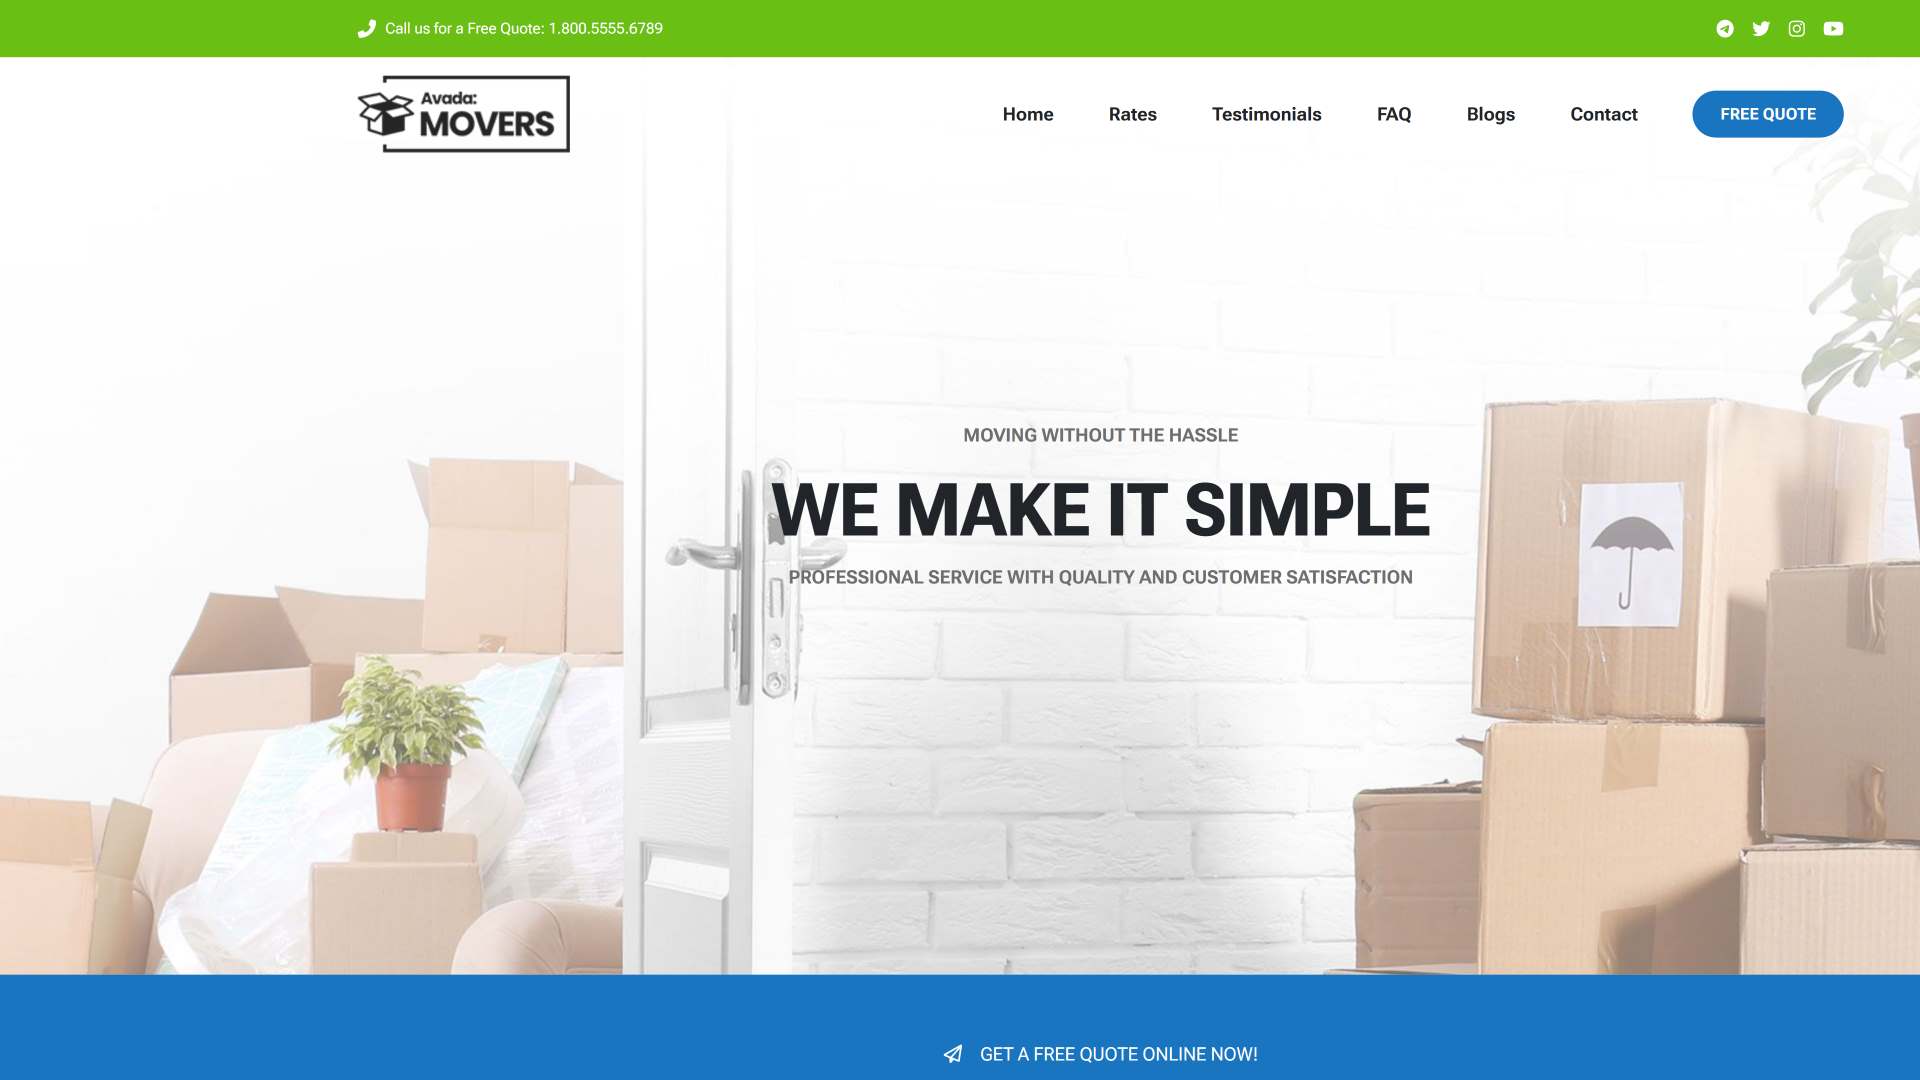 Call us for a Free Quote: 1.800.5555.6789
Avada:
MOVERS
Home
Rates
Testimonials
FAQ
Blogs
Contact
FREE QUOTE
MOVING WITHOUT THE HASSLE
WE MAKE IT SIMPLE
PROFESSIONAL SERVICE WITH QUALITY AND CUSTOMER SATISFACTION
GET A FREE QUOTE ONLINE NOW!